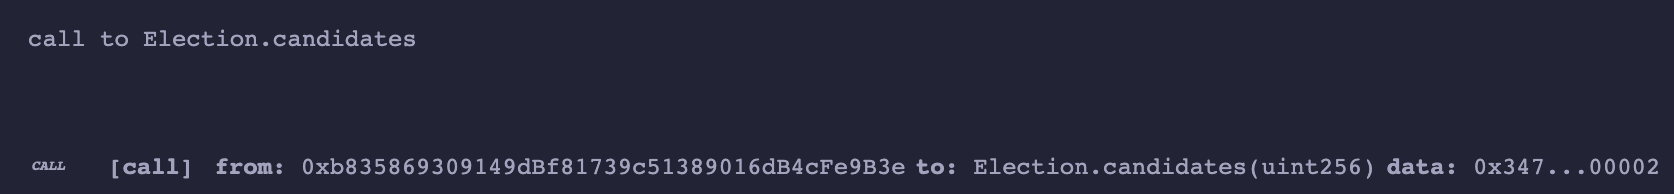 call to Election.candidates
CALL [call] from: 0xb835869309149dBf81739c51389016dB4cFe9B3e to: Election.candidates(uint256) data: 0x347...00002